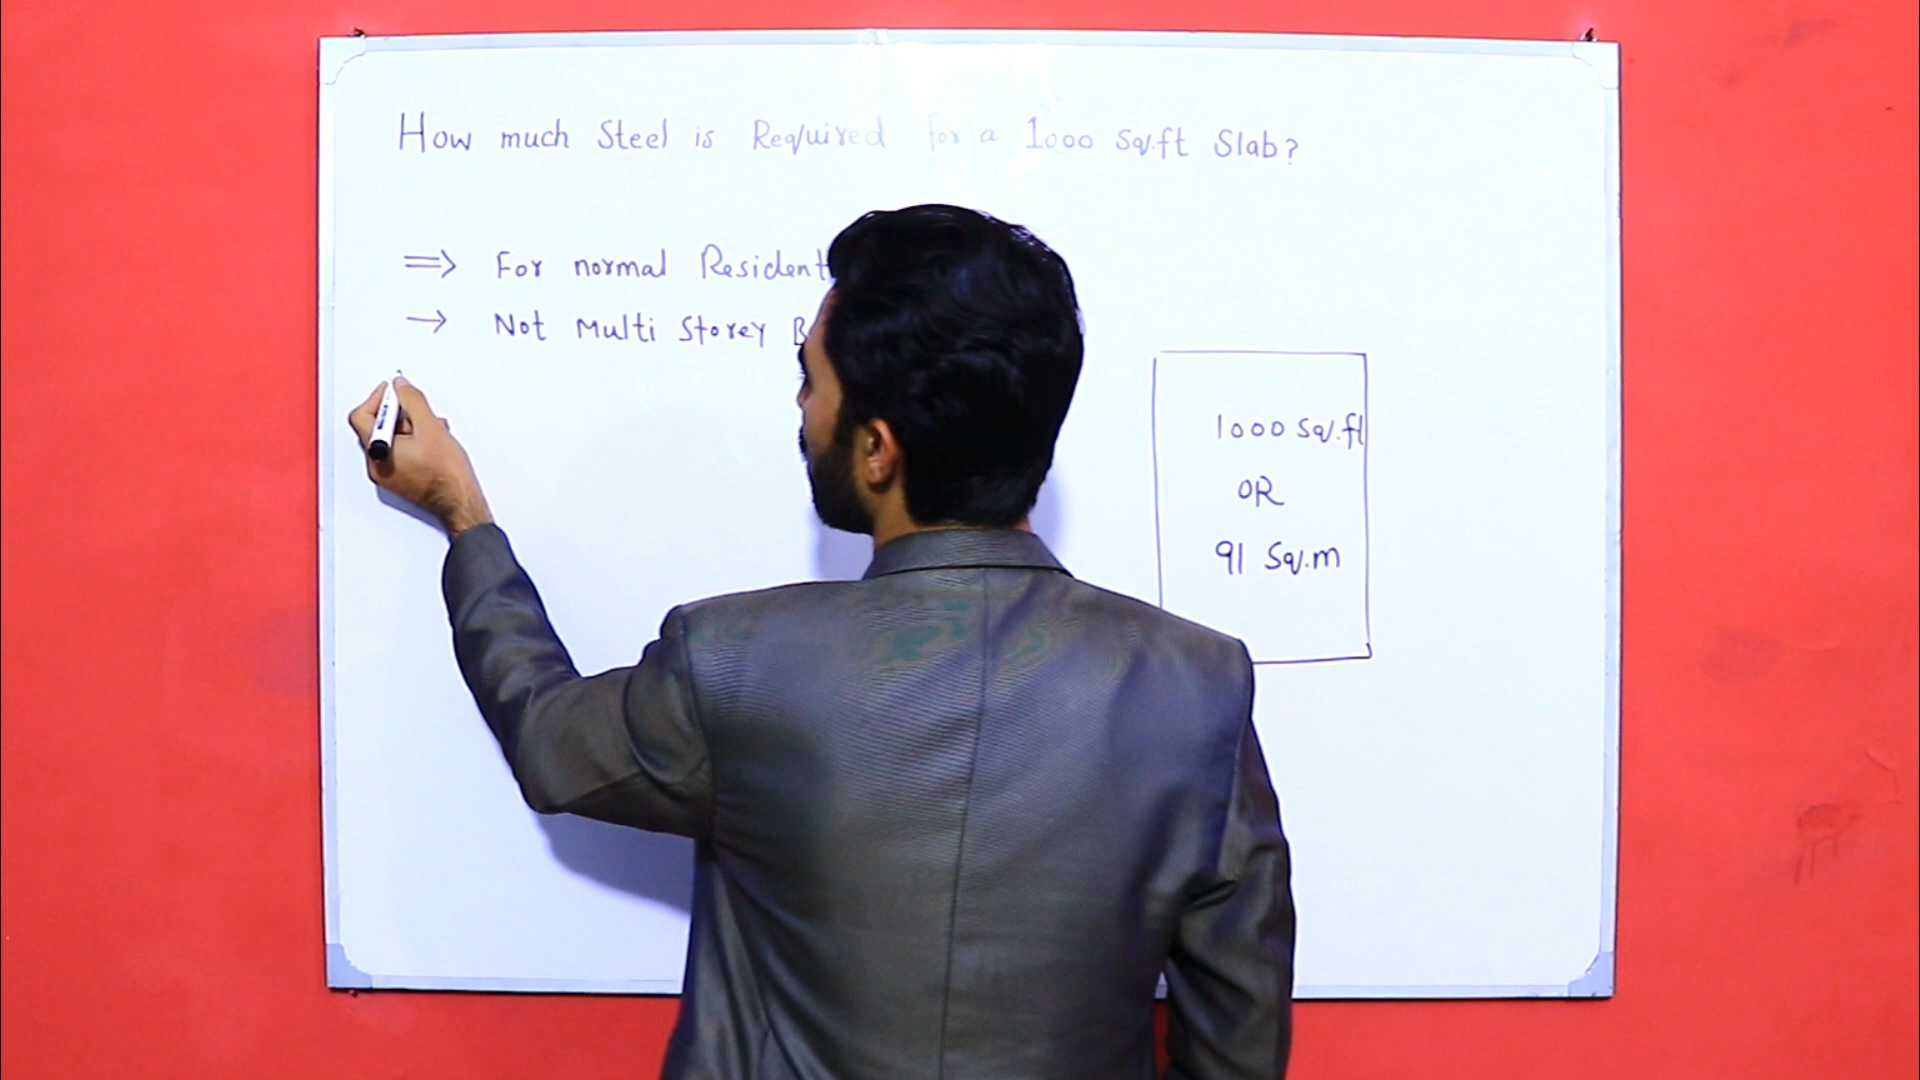 How much Steel is Required for a 1000 Sq.ft Slab?
⇒ For normal Resident
→ Not Multi Storey B
1000 Sq.ft
OR
91 Sq.m